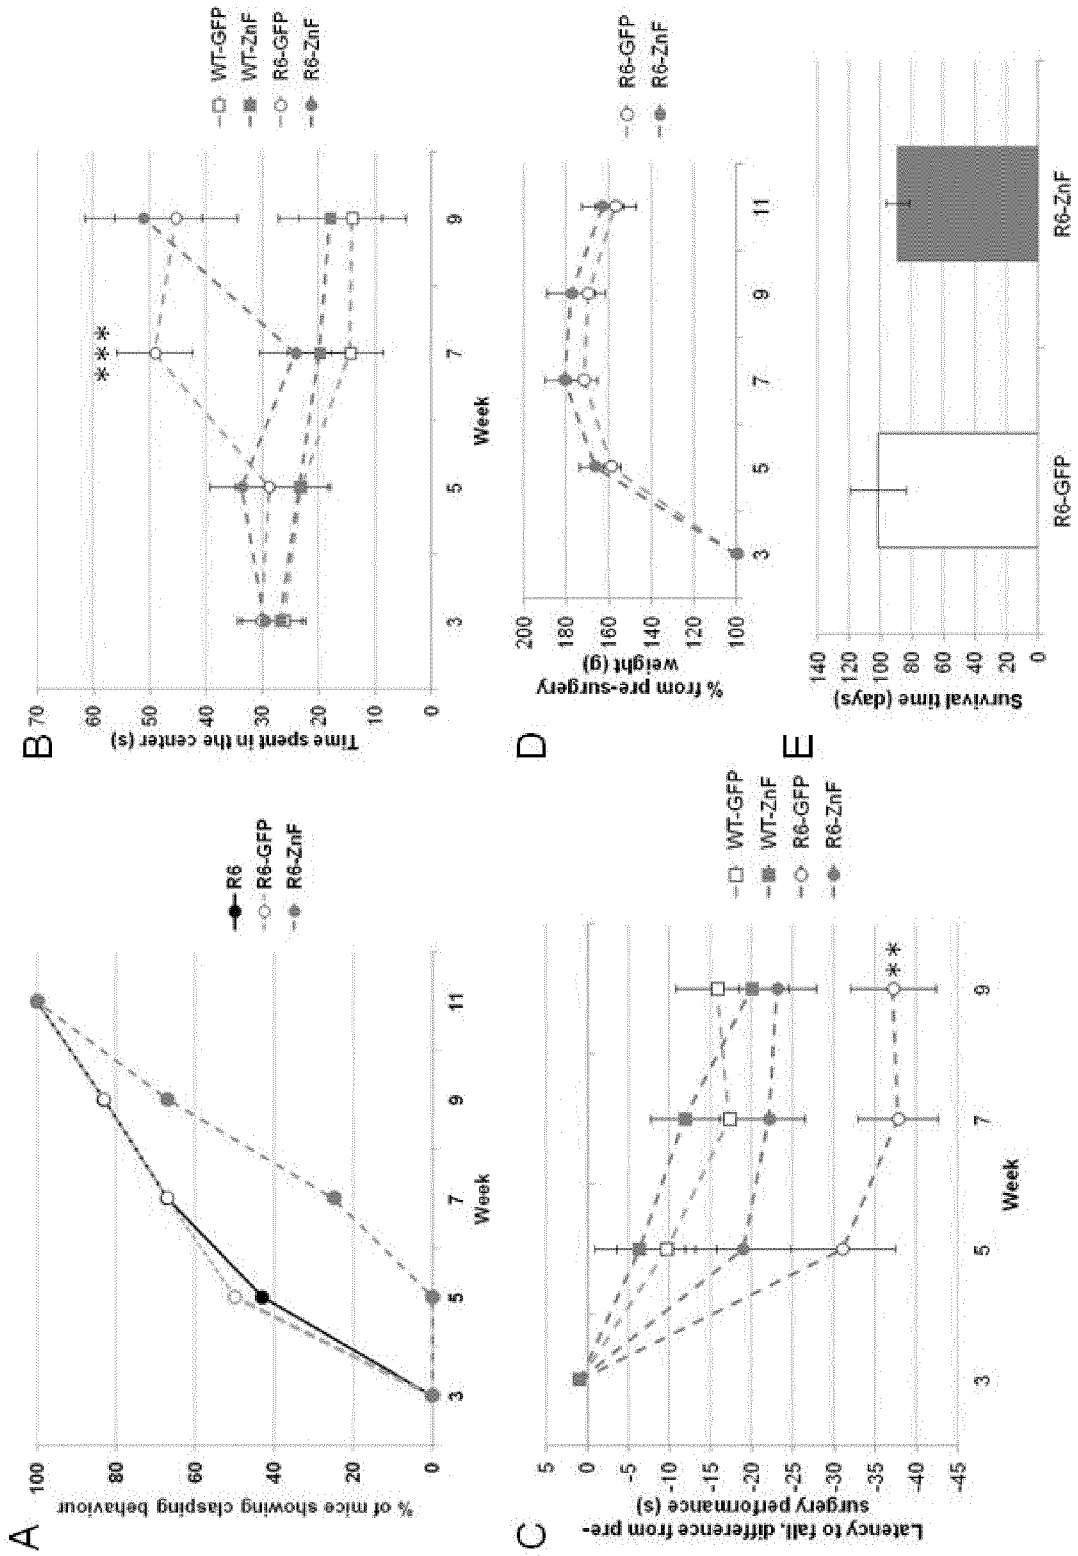 A
% of mice showing clasping behaviour
100
80
60
40
20
0
3
5
7
9
11
Week
R6
R6-GFP
R6-ZnF
B
Time spent in the center (s)
70
60
50
40
30
20
10
0
3
5
7
9
Week
***
WT-GFP
WT-ZnF
R6-GFP
R6-ZnF
C
Latency to fall, difference from pre-
surgery performance (s)
5
0
-5
-10
-15
-20
-25
-30
-35
-40
-45
3
5
7
9
Week
**
WT-GFP
WT-ZnF
R6-GFP
R6-ZnF
D
% from pre-surgery
weight (g)
200
180
160
140
120
100
3
5
7
9
11
R6-GFP
R6-ZnF
E
Survival time (days)
140
120
100
80
60
40
20
0
R6-GFP
R6-ZnF